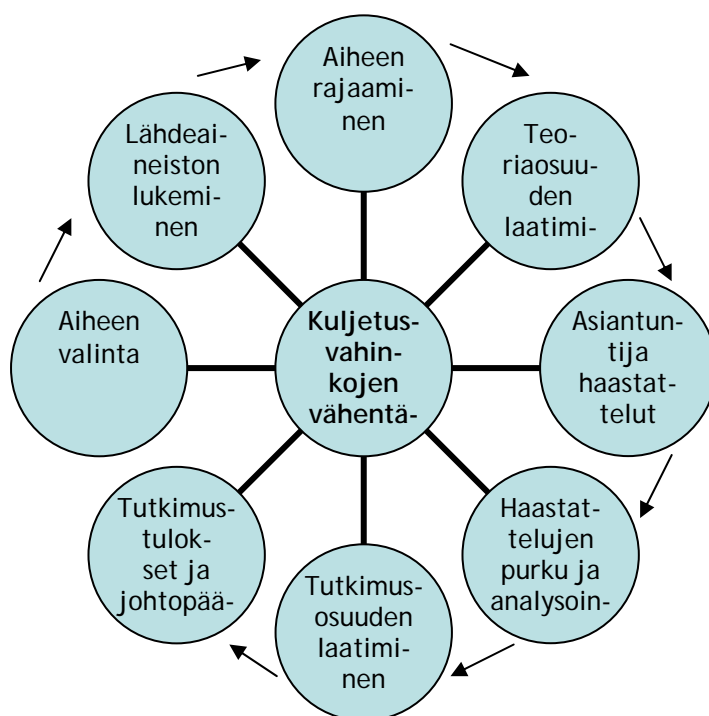 Aiheen
rajaami-
nen
Lähdeai-
neiston
lukemi-
nen
Teo-
riaosuu-
den
laatimi-
Aiheen
valinta
Kuljetus-
vahin-
kojen
vähentä-
Asiantun-
tija
haastat-
telut
Tutkimus-
tulok-
set ja
johtopää-
Haastat-
telujen
purku ja
analysoin-
Tutkimus-
osuuden
laatimi-
nen